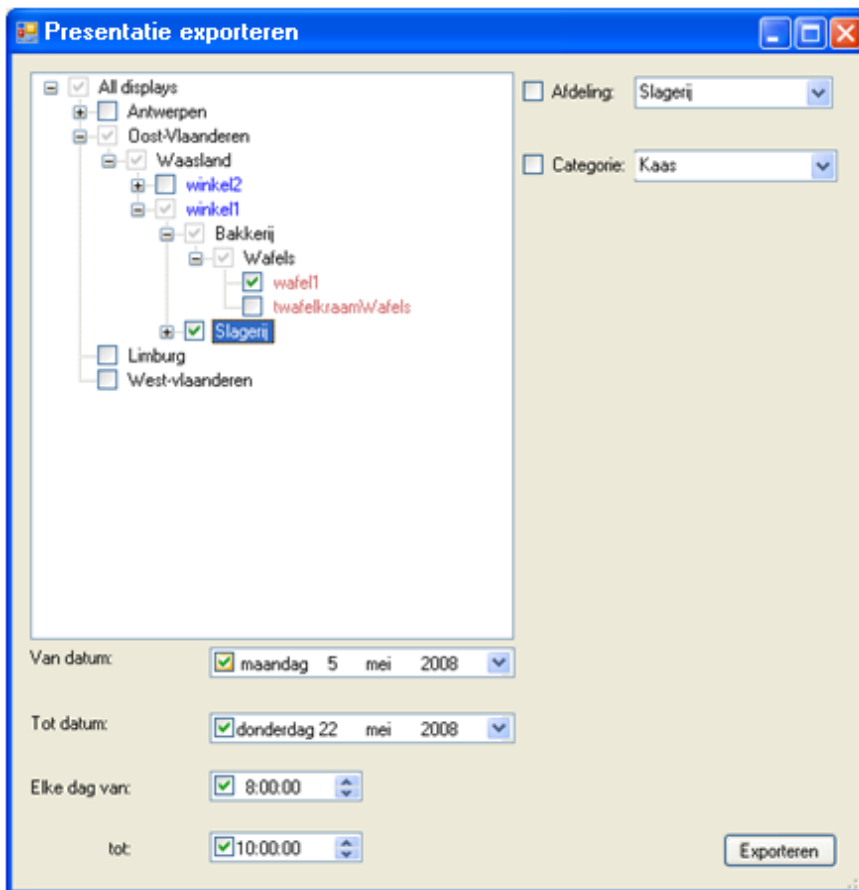 Presentatie exporteren
All displays
Antwerpen
Oost-Vlaanderen
Waasland
winkel2
winkel1
Bakkerij
Wafels
wafel1
twafelkraamWafels
Slagerij
Limburg
West-vlaanderen
Afdeling: Slagerij
Categorie: Kaas
Van datum: maandag 5 mei 2008
Tot datum: donderdag 22 mei 2008
Elke dag van: 8:00:00
tot: 10:00:00
Exporteren